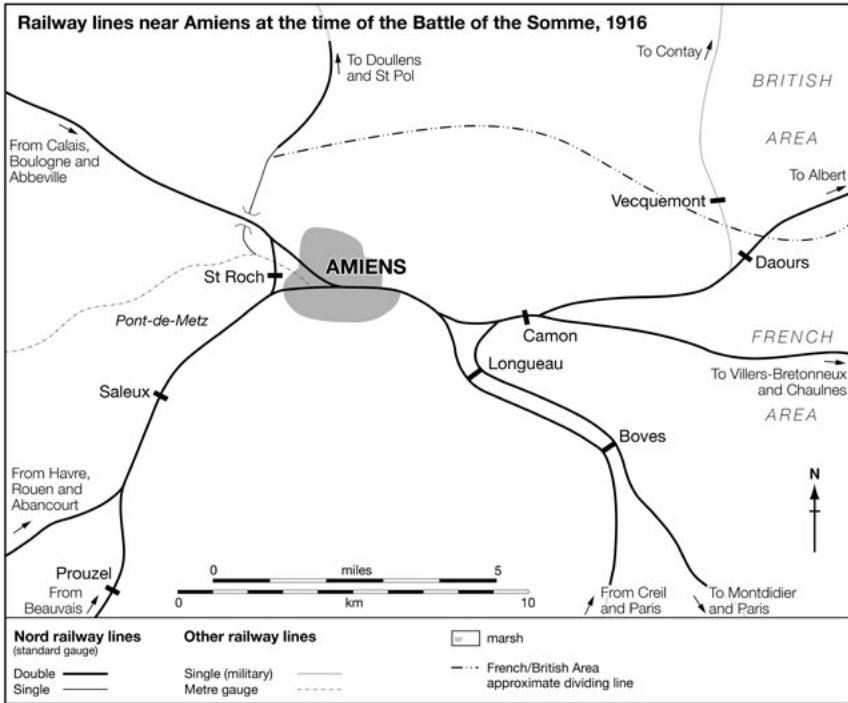 Railway lines near Amiens at the time of the Battle of the Somme, 1916
To Doullens
and St Pol
To Contay
BRITISH
AREA
From Calais,
Boulogne and
Abbeville
To Albert
Vecquemont
AMIENS
St Roch
Daours
Pont-de-Metz
Camon
FRENCH
Longueau
To Villers-Bretonneux
and Chaulnes
Saleux
AREA
Boves
From Havre,
Rouen and
Abancourt
N
0 miles 5
Prouzel
From
Beauvais
0 km 10
From Creil
and Paris
To Montdidier
and Paris
Nord railway lines
(standard gauge)
Double
Single
Other railway lines
Single (military)
Metre gauge
marsh
French/British Area
approximate dividing line